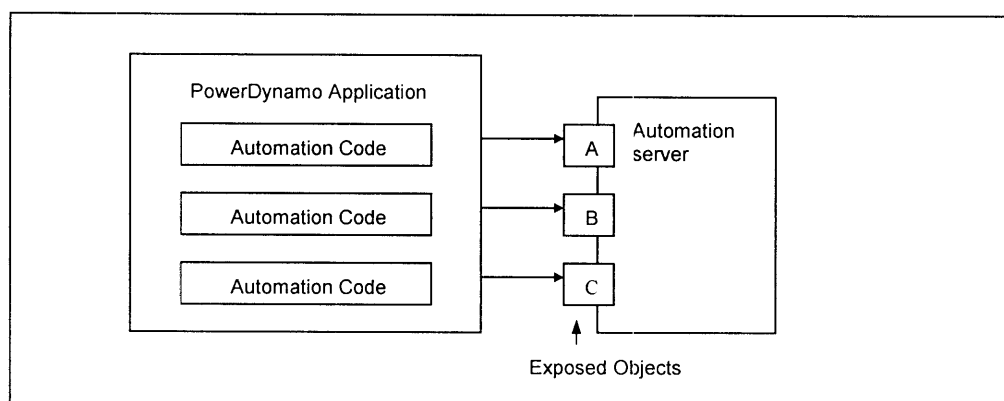 PowerDynamo Application
Automation Code
Automation Code
Automation Code
A
B
C
Automation
server
Exposed Objects